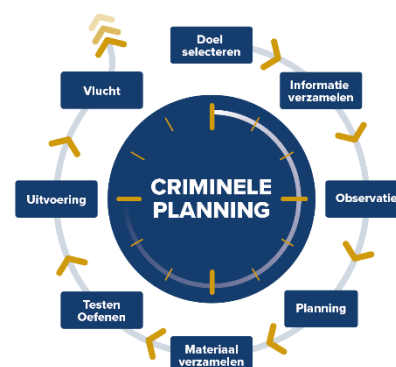 Doel
selecteren
Informatie
verzamelen
Observatie
Planning
Materiaal
verzamelen
Testen
Oefenen
Uitvoering
Vlucht
CRIMINELE
PLANNING